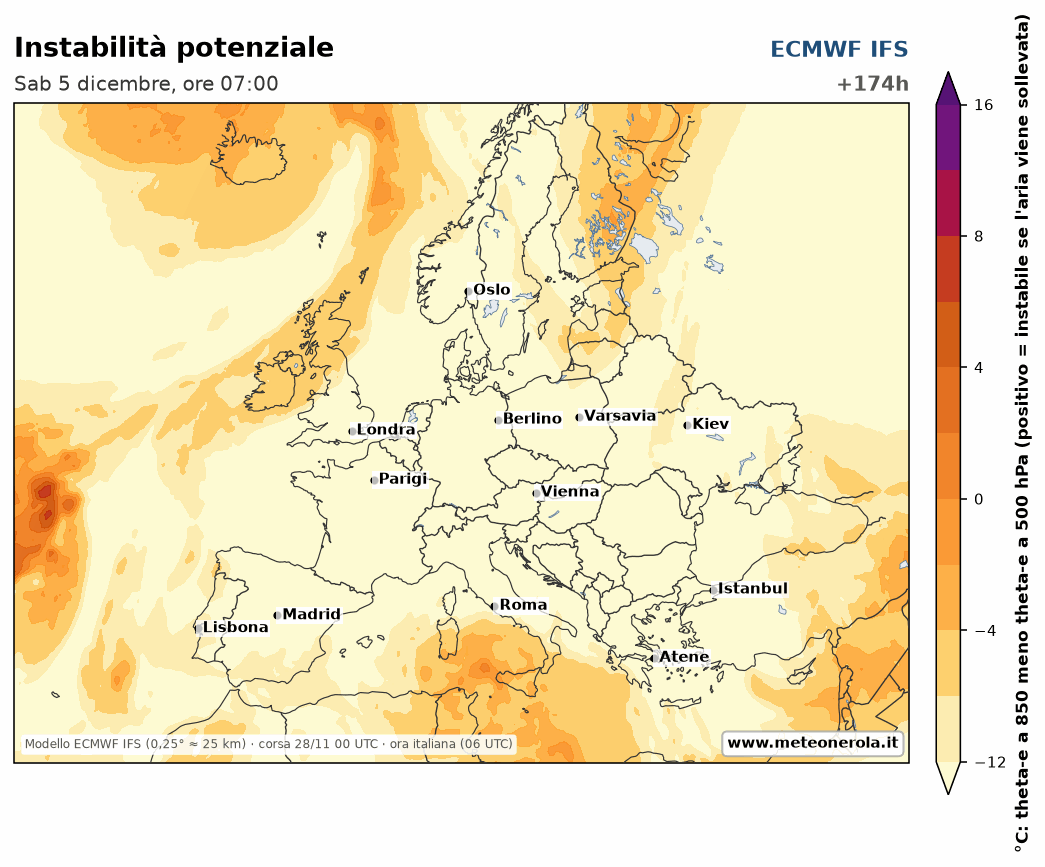 Instabilità potenziale
ECMWF IFS
Sab 5 dicembre, ore 07:00
+174h
Oslo
Berlino
Varsavia
Kiev
Londra
Parigi
Vienna
Istanbul
Roma
Madrid
Lisbona
Atene
Modello ECMWF IFS (0,25° ≈ 25 km) · corsa 28/11 00 UTC · ora italiana (06 UTC)
www.meteonerola.it
16
8
4
0
−4
−12
°C: theta-e a 850 meno theta-e a 500 hPa (positivo = instabile se l'aria viene sollevata)